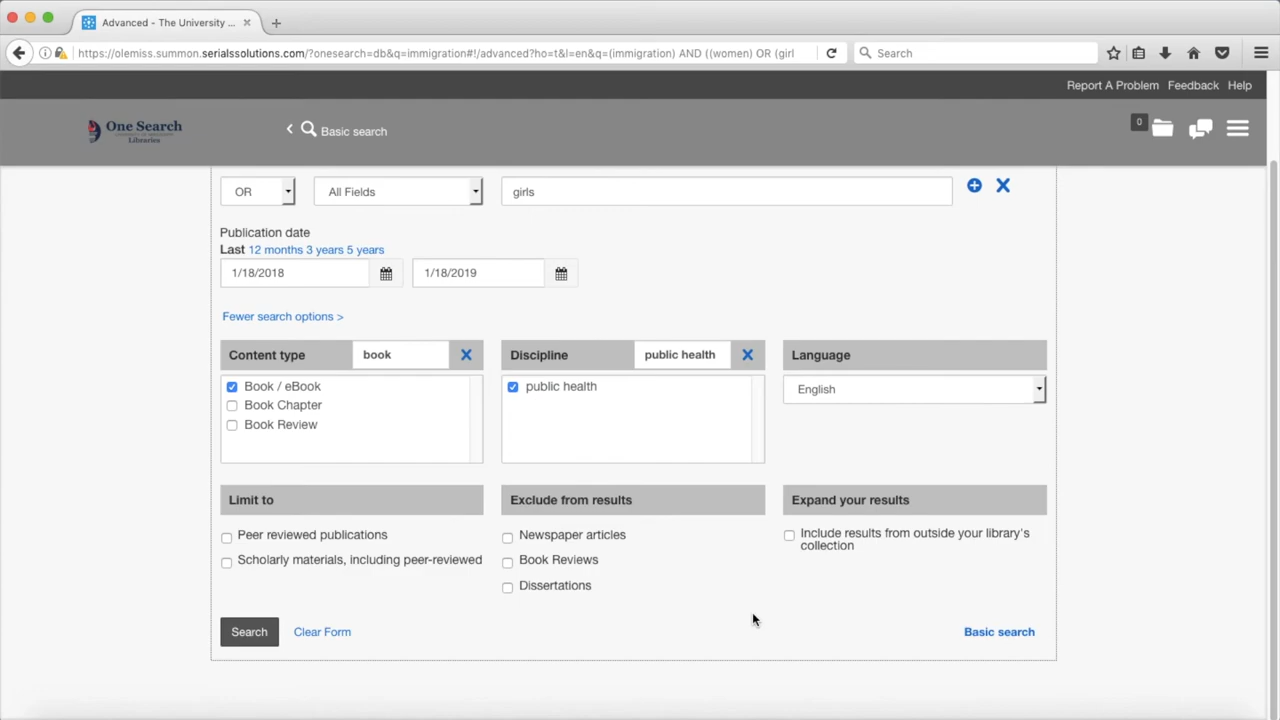 Advanced - The University ...
https://olemiss.summon.serialssolutions.com/?onesearch=db&q=immigration#!/advanced?ho=t&l=en&q=(immigration) AND ((women) OR (girl
Search
Report A Problem Feedback Help
One Search
Libraries
Basic search
0
OR
All Fields
girls
Publication date
Last 12 months 3 years 5 years
1/18/2018
1/18/2019
Fewer search options >
Content type
book
Discipline
public health
Language
Book / eBook
Book Chapter
Book Review
public health
English
Limit to
Exclude from results
Expand your results
Peer reviewed publications
Scholarly materials, including peer-reviewed
Newspaper articles
Book Reviews
Dissertations
Include results from outside your library's
collection
Search
Clear Form
Basic search